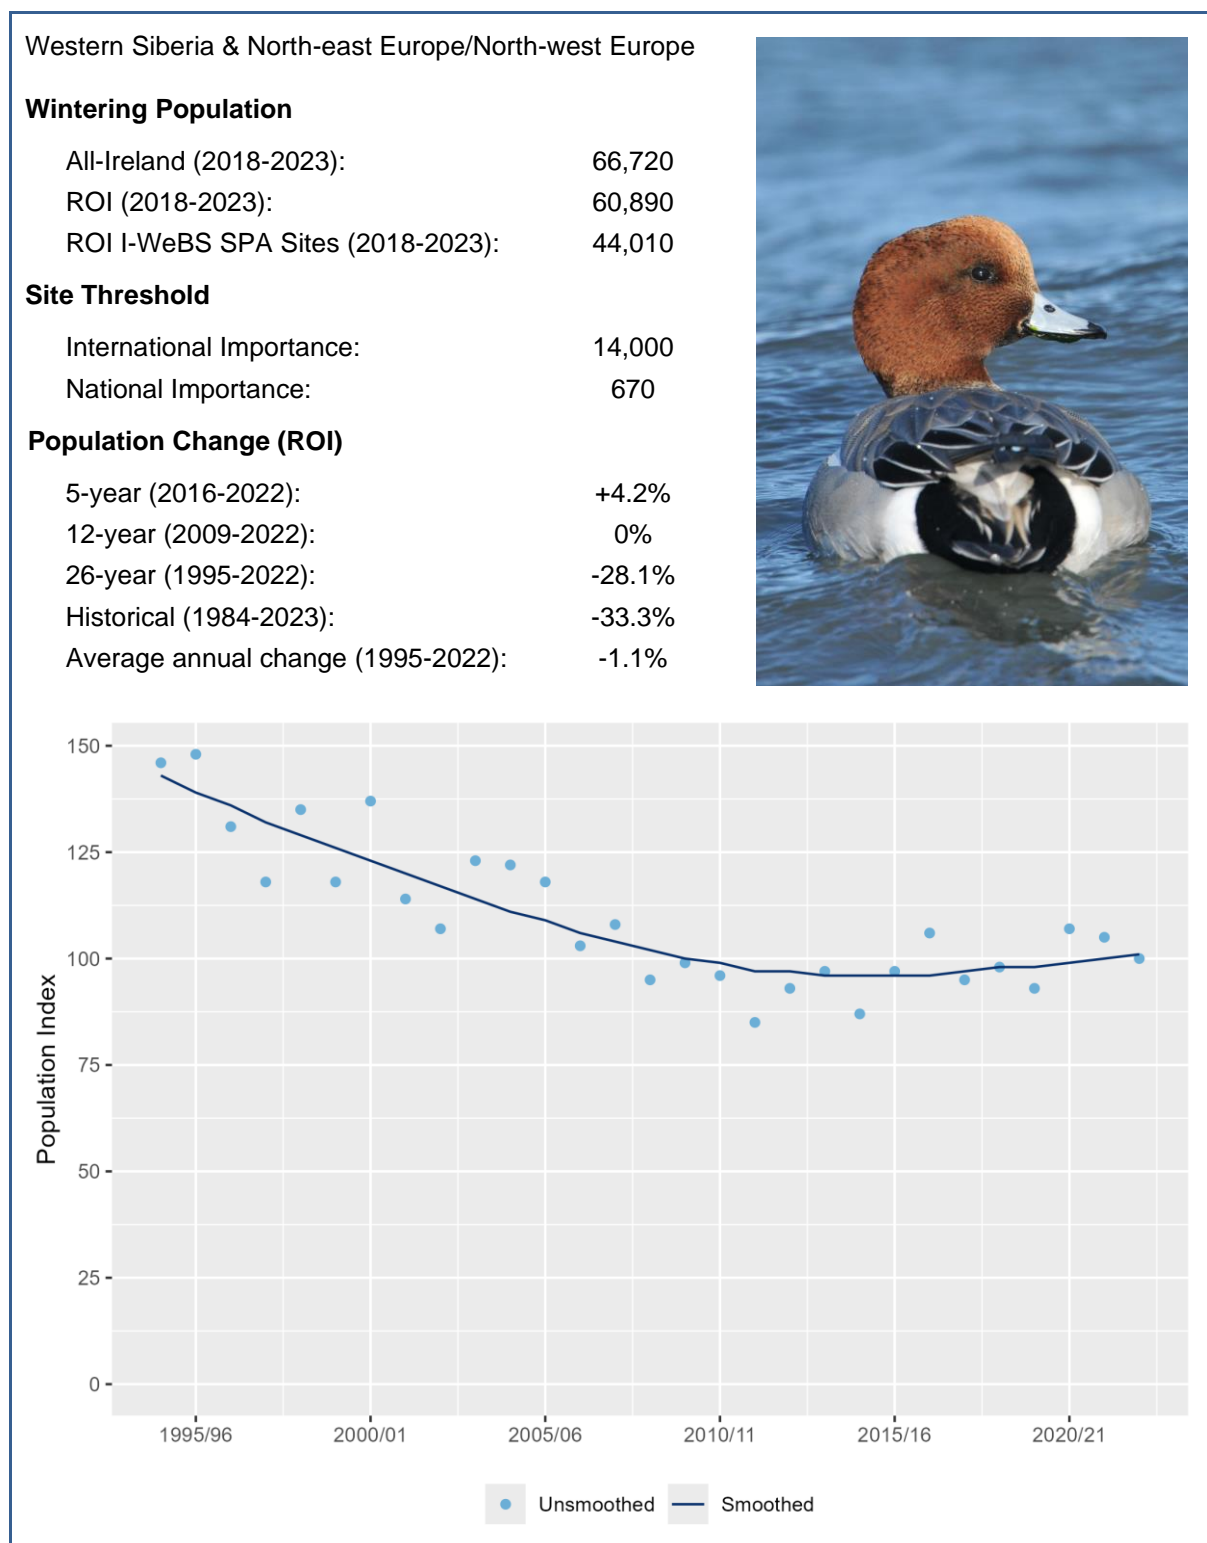 Western Siberia & North-east Europe/North-west Europe
Wintering Population
All-Ireland (2018-2023): 66,720
ROI (2018-2023): 60,890
ROI I-WeBS SPA Sites (2018-2023): 44,010
Site Threshold
International Importance: 14,000
National Importance: 670
Population Change (ROI)
5-year (2016-2022): +4.2%
12-year (2009-2022): 0%
26-year (1995-2022): -28.1%
Historical (1984-2023): -33.3%
Average annual change (1995-2022): -1.1%
Population Index
150
125
100
75
50
25
0
1995/96 2000/01 2005/06 2010/11 2015/16 2020/21
Unsmoothed Smoothed